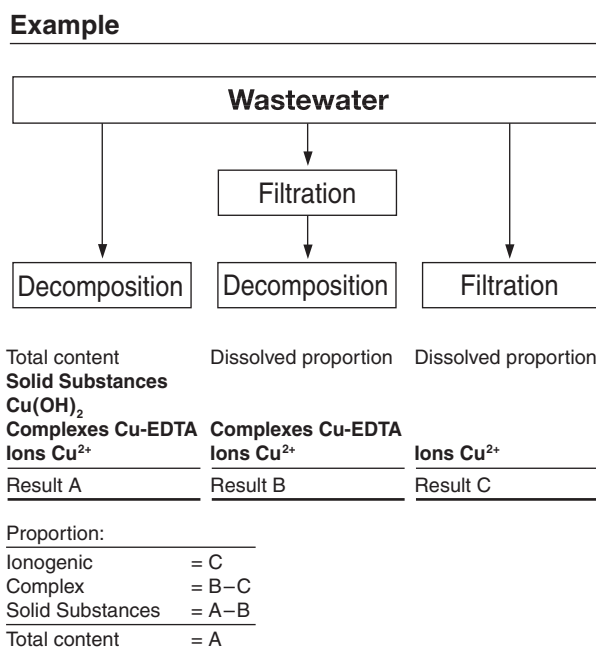 Example
Wastewater
Filtration
Decomposition Decomposition Filtration
Total content Dissolved proportion Dissolved proportion
Solid Substances
Cu(OH)₂
Complexes Cu-EDTA Complexes Cu-EDTA
Ions Cu²⁺ Ions Cu²⁺ Ions Cu²⁺
Result A Result B Result C
Proportion:
Ionogenic = C
Complex = B–C
Solid Substances = A–B
Total content = A